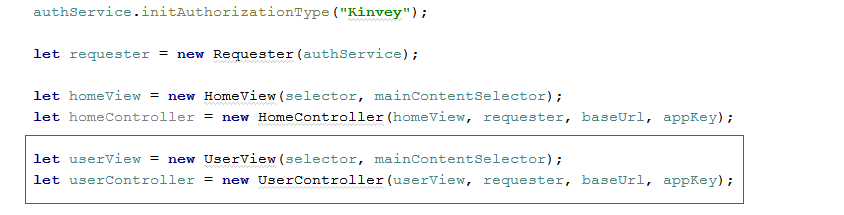 authService.initAuthorizationType("Kinvey");
let requester = new Requester(authService);
let homeView = new HomeView(selector, mainContentSelector);
let homeController = new HomeController(homeView, requester, baseUrl, appKey);
let userView = new UserView(selector, mainContentSelector);
let userController = new UserController(userView, requester, baseUrl, appKey);